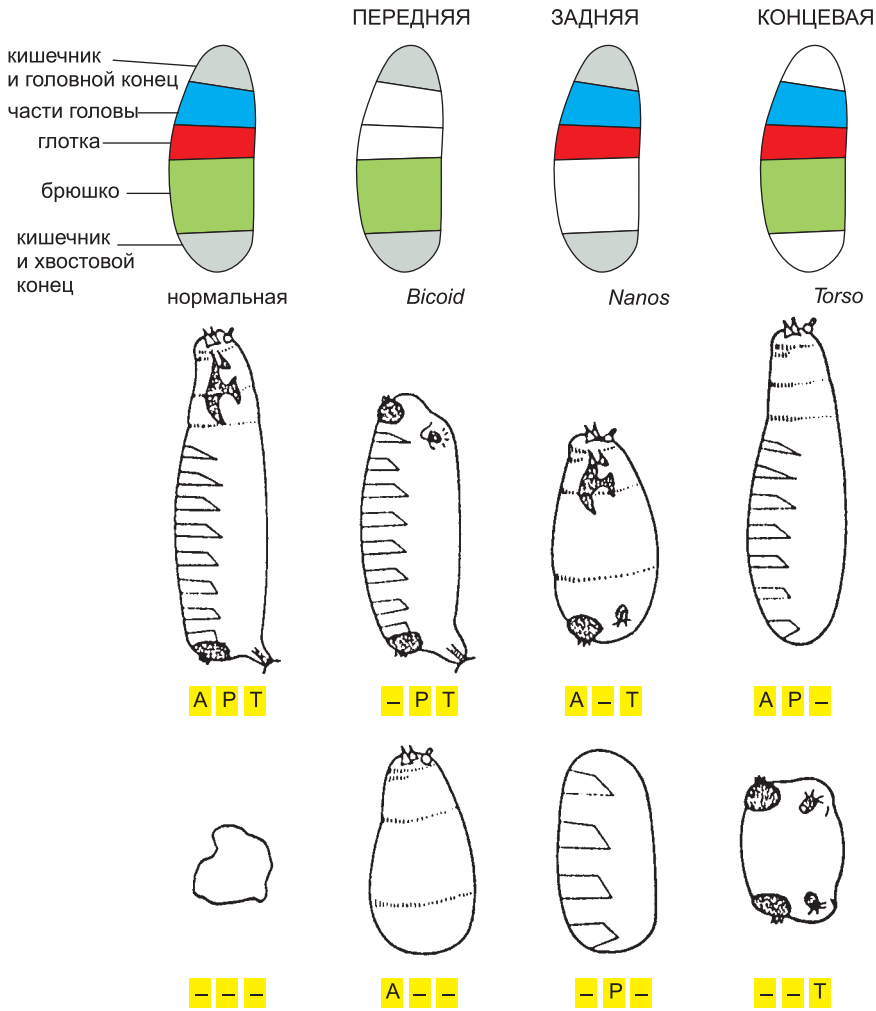 ПЕРЕДНЯЯ ЗАДНЯЯ КОНЦЕВАЯ
кишечник
и головной конец
части головы
глотка
брюшко
кишечник
и хвостовой
конец
нормальная Bicoid Nanos Torso
A P T – P T A – T A P –
– – – A – – – P – – – T